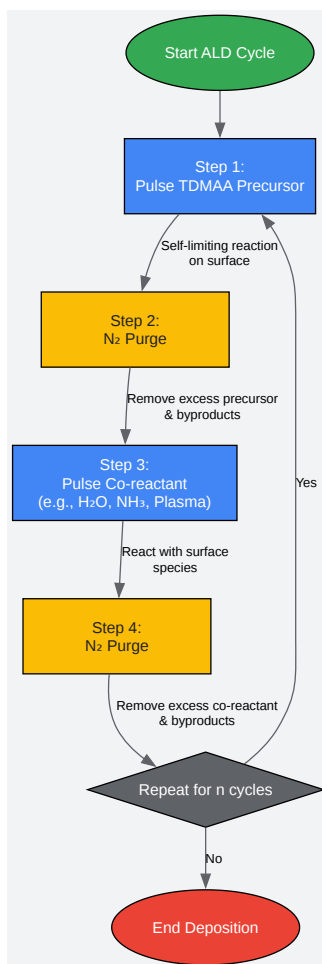 Start ALD Cycle
Step 1:
Pulse TDMAA Precursor
Self-limiting reaction
on surface
Step 2:
N₂ Purge
Remove excess precursor
& byproducts
Step 3:
Pulse Co-reactant
(e.g., H₂O, NH₃, Plasma)
Yes
React with surface
species
Step 4:
N₂ Purge
Remove excess co-reactant
& byproducts
Repeat for n cycles
No
End Deposition